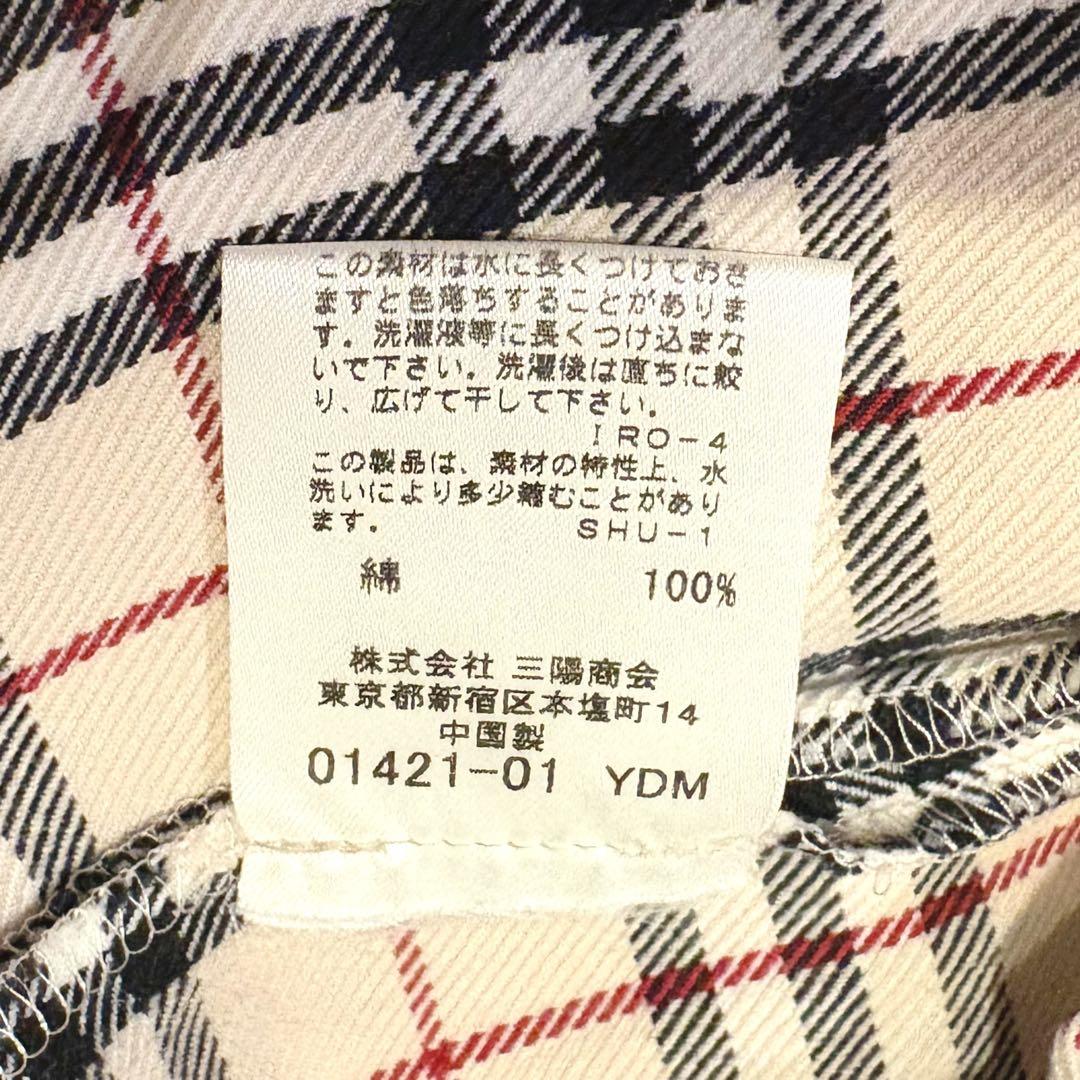 この素材は水に長くつけておき
ますと色落ちすることがありま
す。洗濯液等に長くつけ込まな
いで下さい。洗濯後は直ちに絞
り、広げて干して下さい。
IRO-4
この製品は、素材の特性上、水
洗いにより多少縮むことがあり
ます。 SHU-1
綿 100%
株式会社 三陽商会
東京都新宿区本塩町14
中国製
01421-01 YDM